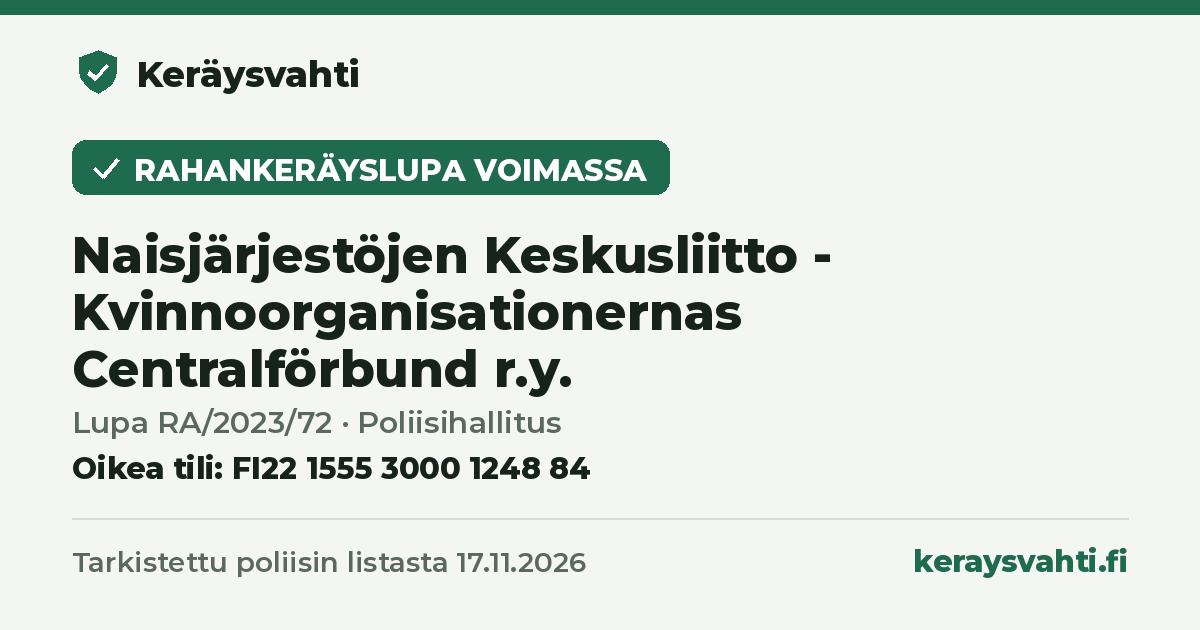 Keräysvahti
RAHANKERÄYSLUPA VOIMASSA
Naisjärjestöjen Keskusliitto -
Kvinnoorganisationernas
Centralförbund r.y.
Lupa RA/2023/72 · Poliisihallitus
Oikea tili: FI22 1555 3000 1248 84
Tarkistettu poliisin listasta 17.11.2026
keraysvahti.fi